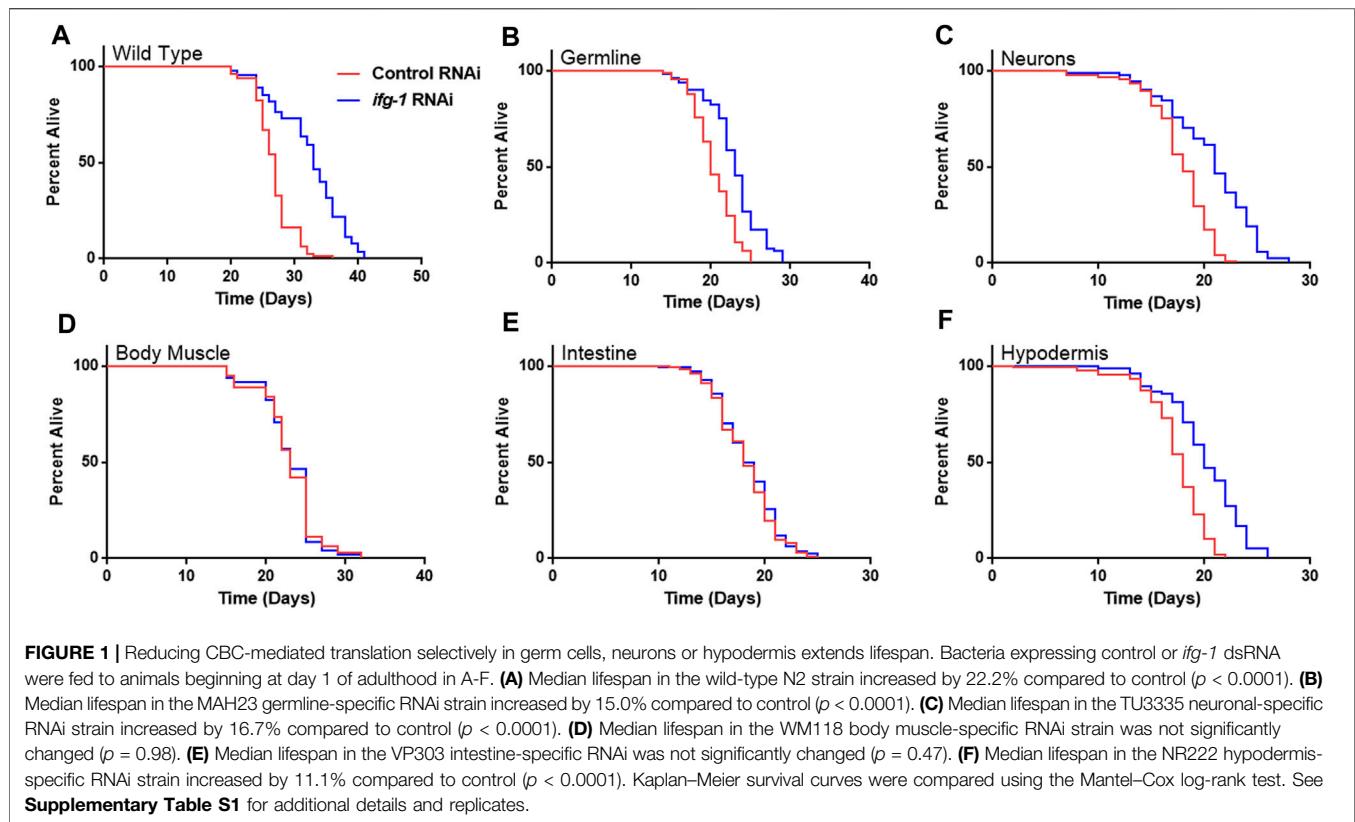 A
Wild Type
Control RNAi
ifg-1 RNAi
Percent Alive
100
50
0
0 10 20 30 40 50
Time (Days)
B
Germline
Percent Alive
100
50
0
0 10 20 30 40
Time (Days)
C
Neurons
Percent Alive
100
50
0
0 10 20 30
Time (Days)
D
Body Muscle
Percent Alive
100
50
0
0 10 20 30 40
Time (Days)
E
Intestine
Percent Alive
100
50
0
0 10 20 30
Time (Days)
F
Hypodermis
Percent Alive
100
50
0
0 10 20 30
Time (Days)
FIGURE 1 | Reducing CBC-mediated translation selectively in germ cells, neurons or hypodermis extends lifespan. Bacteria expressing control or ifg-1 dsRNA
were fed to animals beginning at day 1 of adulthood in A-F. (A) Median lifespan in the wild-type N2 strain increased by 22.2% compared to control (p < 0.0001). (B)
Median lifespan in the MAH23 germline-specific RNAi strain increased by 15.0% compared to control (p < 0.0001). (C) Median lifespan in the TU3335 neuronal-specific
RNAi strain increased by 16.7% compared to control (p < 0.0001). (D) Median lifespan in the WM118 body muscle-specific RNAi strain was not significantly
changed (p = 0.98). (E) Median lifespan in the VP303 intestine-specific RNAi was not significantly changed (p = 0.47). (F) Median lifespan in the NR222 hypodermis-
specific RNAi strain increased by 11.1% compared to control (p < 0.0001). Kaplan–Meier survival curves were compared using the Mantel–Cox log-rank test. See
Supplementary Table S1 for additional details and replicates.